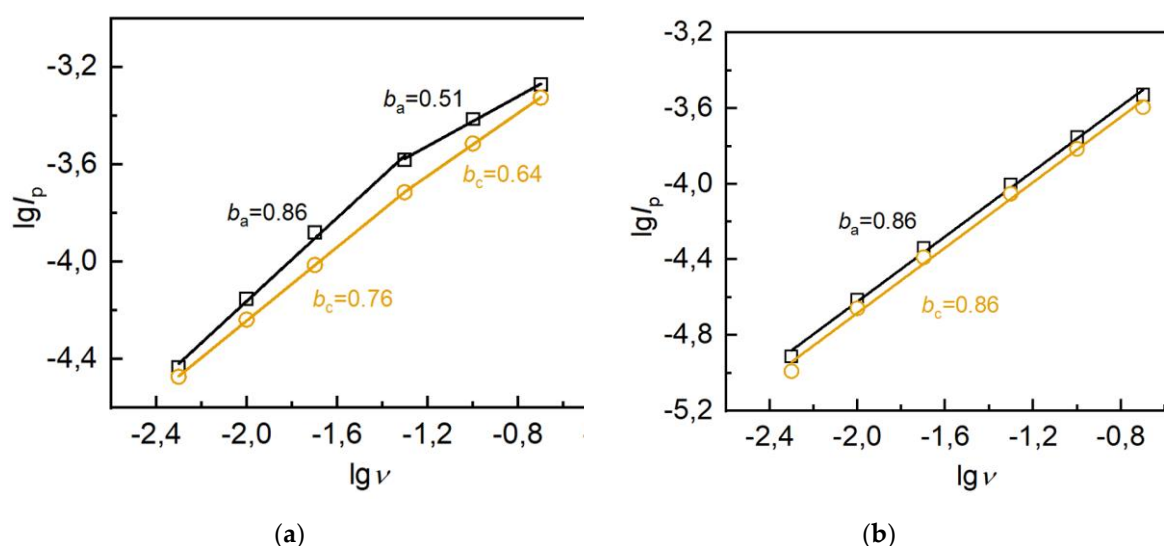 -3,2
-3,6
-4,0
-4,4
lgIp
ba=0.51
bc=0.64
ba=0.86
bc=0.76
-2,4 -2,0 -1,6 -1,2 -0,8
lg ν
(a)
-3,2
-3,6
-4,0
-4,4
-4,8
-5,2
lgIp
ba=0.86
bc=0.86
-2,4 -2,0 -1,6 -1,2 -0,8
lg ν
(b)